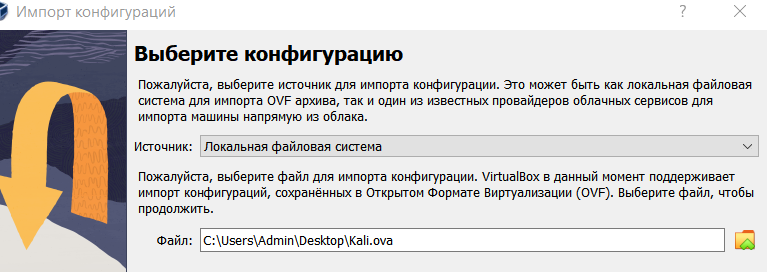 Импорт конфигураций
?
Выберите конфигурацию
Пожалуйста, выберите источник для импорта конфигурации. Это может быть как локальная файловая
система для импорта OVF архива, так и один из известных провайдеров облачных сервисов для
импорта машины напрямую из облака.
Источник: Локальная файловая система
Пожалуйста, выберите файл для импорта конфигурации. VirtualBox в данный момент поддерживает
импорт конфигураций, сохранённых в Открытом Формате Виртуализации (OVF). Выберите файл, чтобы
продолжить.
Файл: C:\Users\Admin\Desktop\Kali.ova